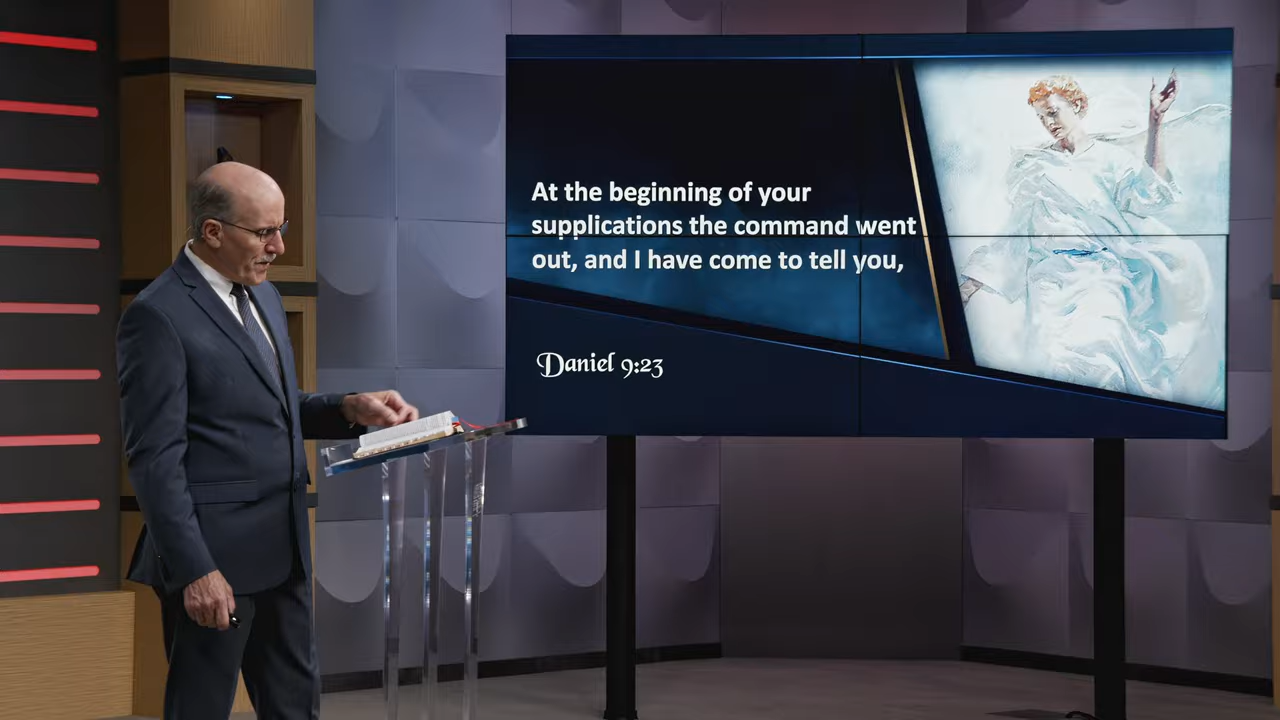 At the beginning of your
supplications the command went
out, and I have come to tell you,
Daniel 9:23